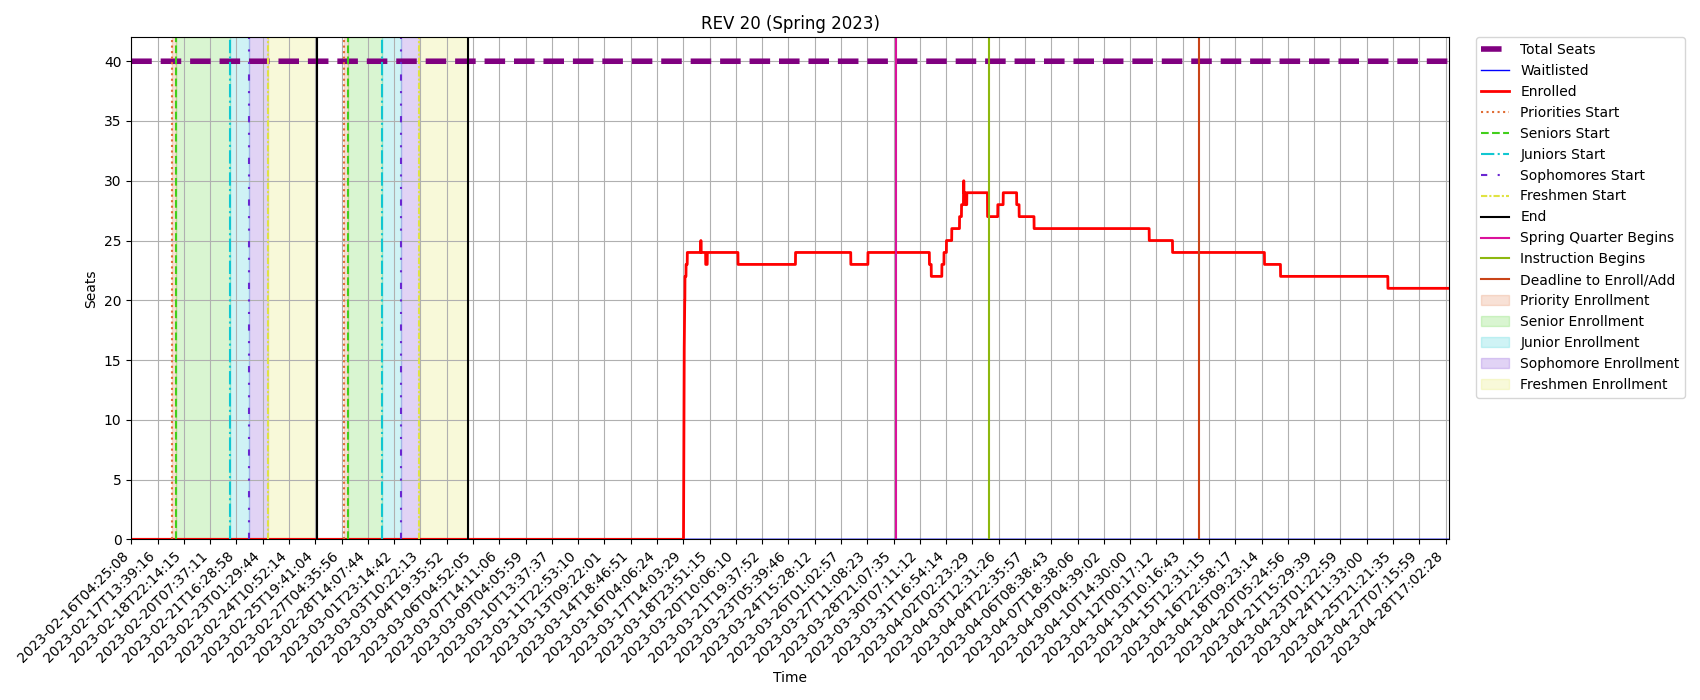 REV 20 (Spring 2023)
Seats
40
35
30
25
20
15
10
5
0
2023-02-16T04:25:08
2023-02-17T13:39:16
2023-02-18T22:14:15
2023-02-20T07:37:11
2023-02-21T16:28:58
2023-02-23T01:29:44
2023-02-24T10:52:14
2023-02-25T19:41:04
2023-02-27T04:35:56
2023-02-28T14:07:44
2023-03-01T23:14:42
2023-03-03T10:22:13
2023-03-04T19:35:52
2023-03-06T04:52:05
2023-03-07T14:11:06
2023-03-09T04:05:59
2023-03-10T13:37:37
2023-03-11T22:53:10
2023-03-13T09:22:01
2023-03-14T18:46:51
2023-03-16T04:06:24
2023-03-17T14:03:29
2023-03-18T23:51:15
2023-03-20T10:06:10
2023-03-21T19:37:52
2023-03-23T05:39:46
2023-03-24T15:28:12
2023-03-26T01:02:57
2023-03-27T11:08:23
2023-03-28T21:07:35
2023-03-30T07:11:12
2023-03-31T16:54:14
2023-04-02T02:23:29
2023-04-03T12:31:26
2023-04-04T22:35:57
2023-04-06T08:38:43
2023-04-07T18:38:06
2023-04-09T04:39:02
2023-04-10T14:30:00
2023-04-12T00:17:12
2023-04-13T10:16:43
2023-04-15T12:31:15
2023-04-16T22:58:17
2023-04-18T09:23:14
2023-04-20T05:24:56
2023-04-21T15:29:39
2023-04-23T01:22:59
2023-04-24T11:33:00
2023-04-25T21:21:35
2023-04-27T07:15:59
2023-04-28T17:02:28
Time
Total Seats
Waitlisted
Enrolled
Priorities Start
Seniors Start
Juniors Start
Sophomores Start
Freshmen Start
End
Spring Quarter Begins
Instruction Begins
Deadline to Enroll/Add
Priority Enrollment
Senior Enrollment
Junior Enrollment
Sophomore Enrollment
Freshmen Enrollment